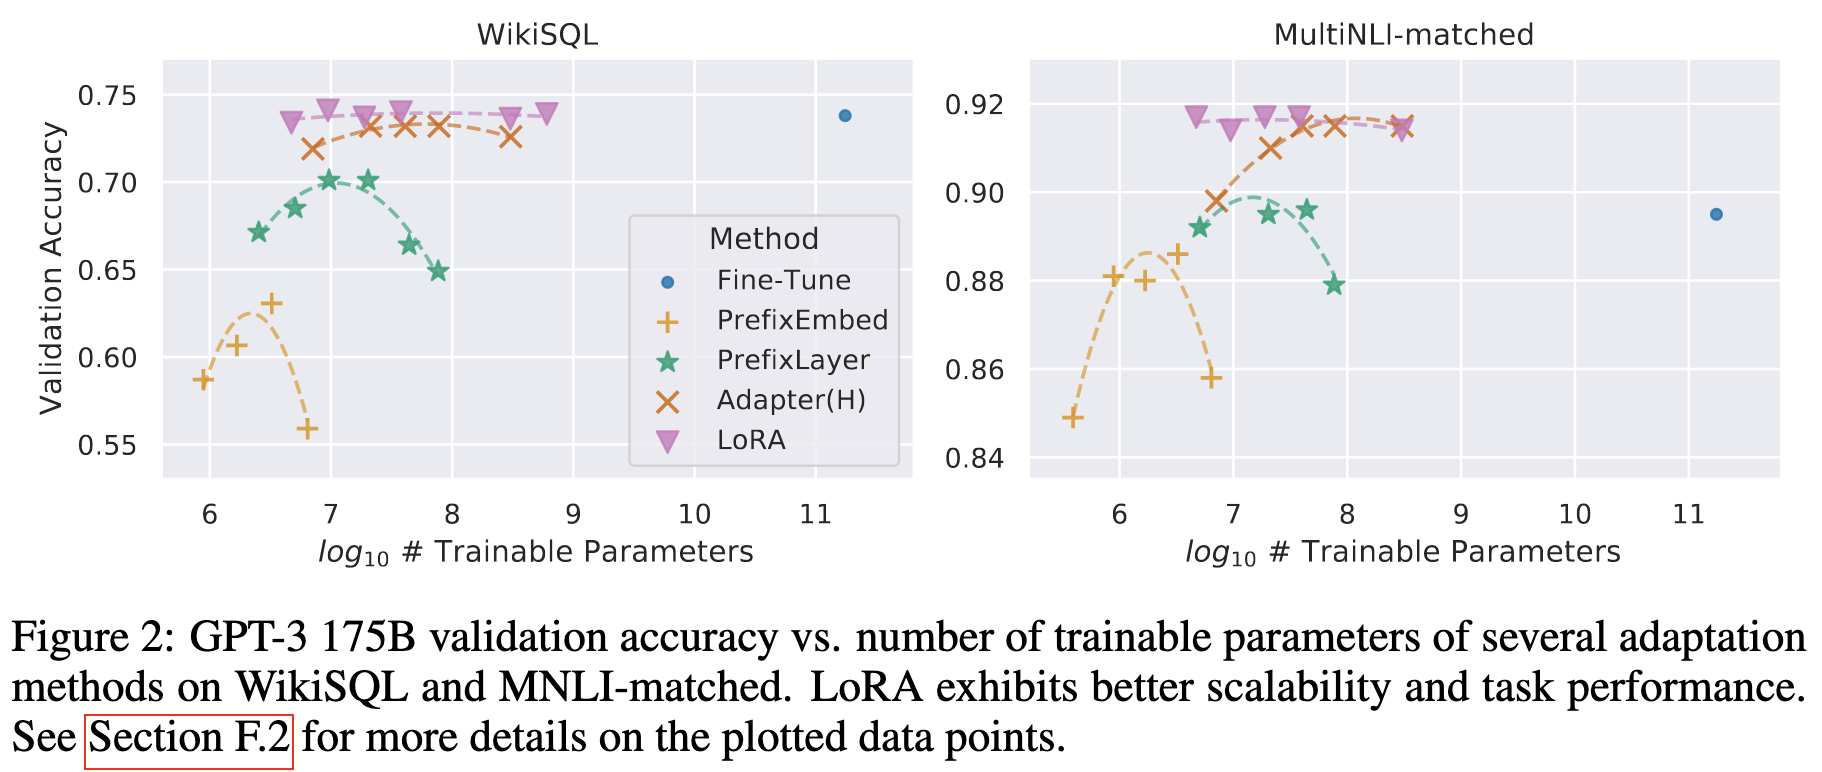 WikiSQL
MultiNLI-matched
Validation Accuracy
0.75
0.70
0.65
0.60
0.55
6 7 8 9 10 11
log10 # Trainable Parameters
Method
Fine-Tune
PrefixEmbed
PrefixLayer
Adapter(H)
LoRA
0.92
0.90
0.88
0.86
0.84
6 7 8 9 10 11
log10 # Trainable Parameters
Figure 2: GPT-3 175B validation accuracy vs. number of trainable parameters of several adaptation
methods on WikiSQL and MNLI-matched. LoRA exhibits better scalability and task performance.
See Section F.2 for more details on the plotted data points.